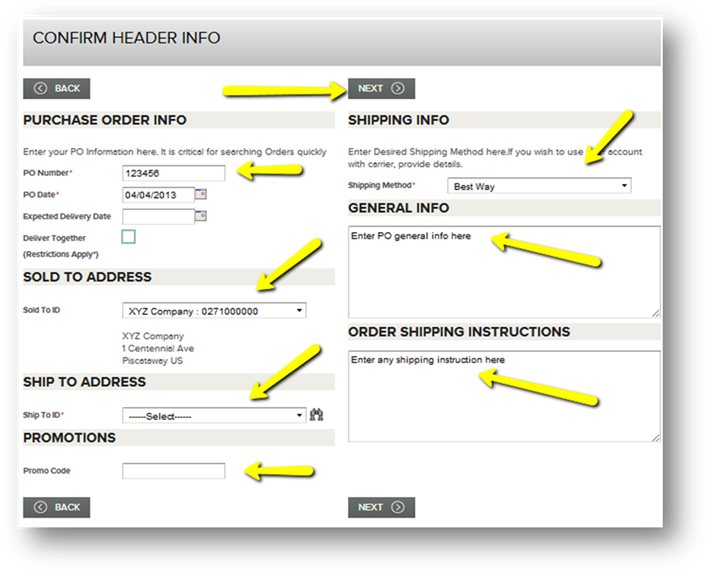 CONFIRM HEADER INFO
BACK
NEXT
PURCHASE ORDER INFO
Enter your PO Information here. It is critical for searching Orders quickly
PO Number*
123456
PO Date*
04/04/2013
Expected Delivery Date
Deliver Together
(Restrictions Apply*)
SOLD TO ADDRESS
Sold To ID
XYZ Company : 0271000000
XYZ Company
1 Centennial Ave
Piscataway US
SHIP TO ADDRESS
Ship To ID*
------Select------
PROMOTIONS
Promo Code
BACK
SHIPPING INFO
Enter Desired Shipping Method here.If you wish to use account
with carrier, provide details.
Shipping Method*
Best Way
GENERAL INFO
Enter PO general info here
ORDER SHIPPING INSTRUCTIONS
Enter any shipping instruction here
NEXT